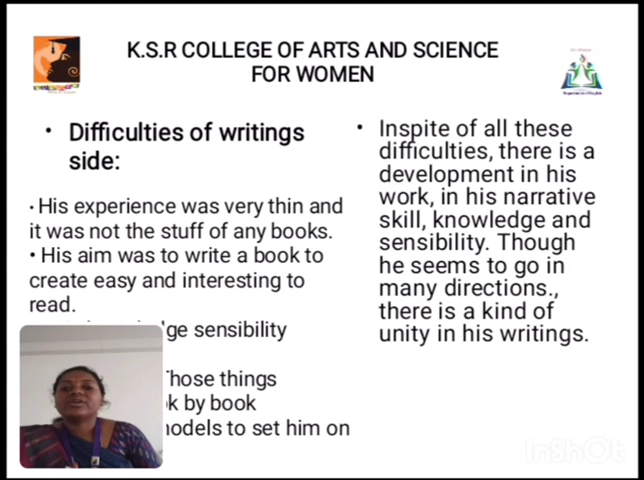 K.S.R COLLEGE OF ARTS AND SCIENCE
FOR WOMEN
• Difficulties of writings
side:
• His experience was very thin and
it was not the stuff of any books.
• His aim was to write a book to
create easy and interesting to
read.
sensibility
things
by book
to set him on
• Inspite of all these
difficulties, there is a
development in his
work, in his narrative
skill, knowledge and
sensibility. Though
he seems to go in
many directions.,
there is a kind of
unity in his writings.
InShOt